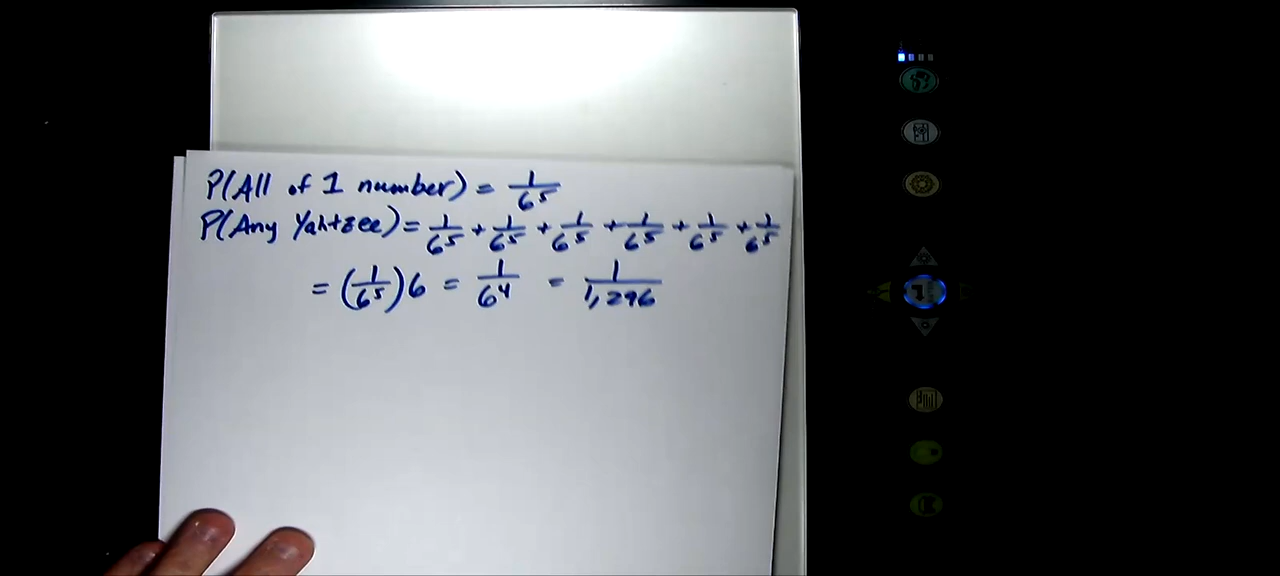 P(All of 1 number) = 1/6⁵
P(Any Yahtzee) = 1/6⁵ + 1/6⁵ + 1/6⁵ + 1/6⁵ + 1/6⁵ + 1/6⁵
= (1/6⁵)6 = 1/6⁴ = 1/1,296